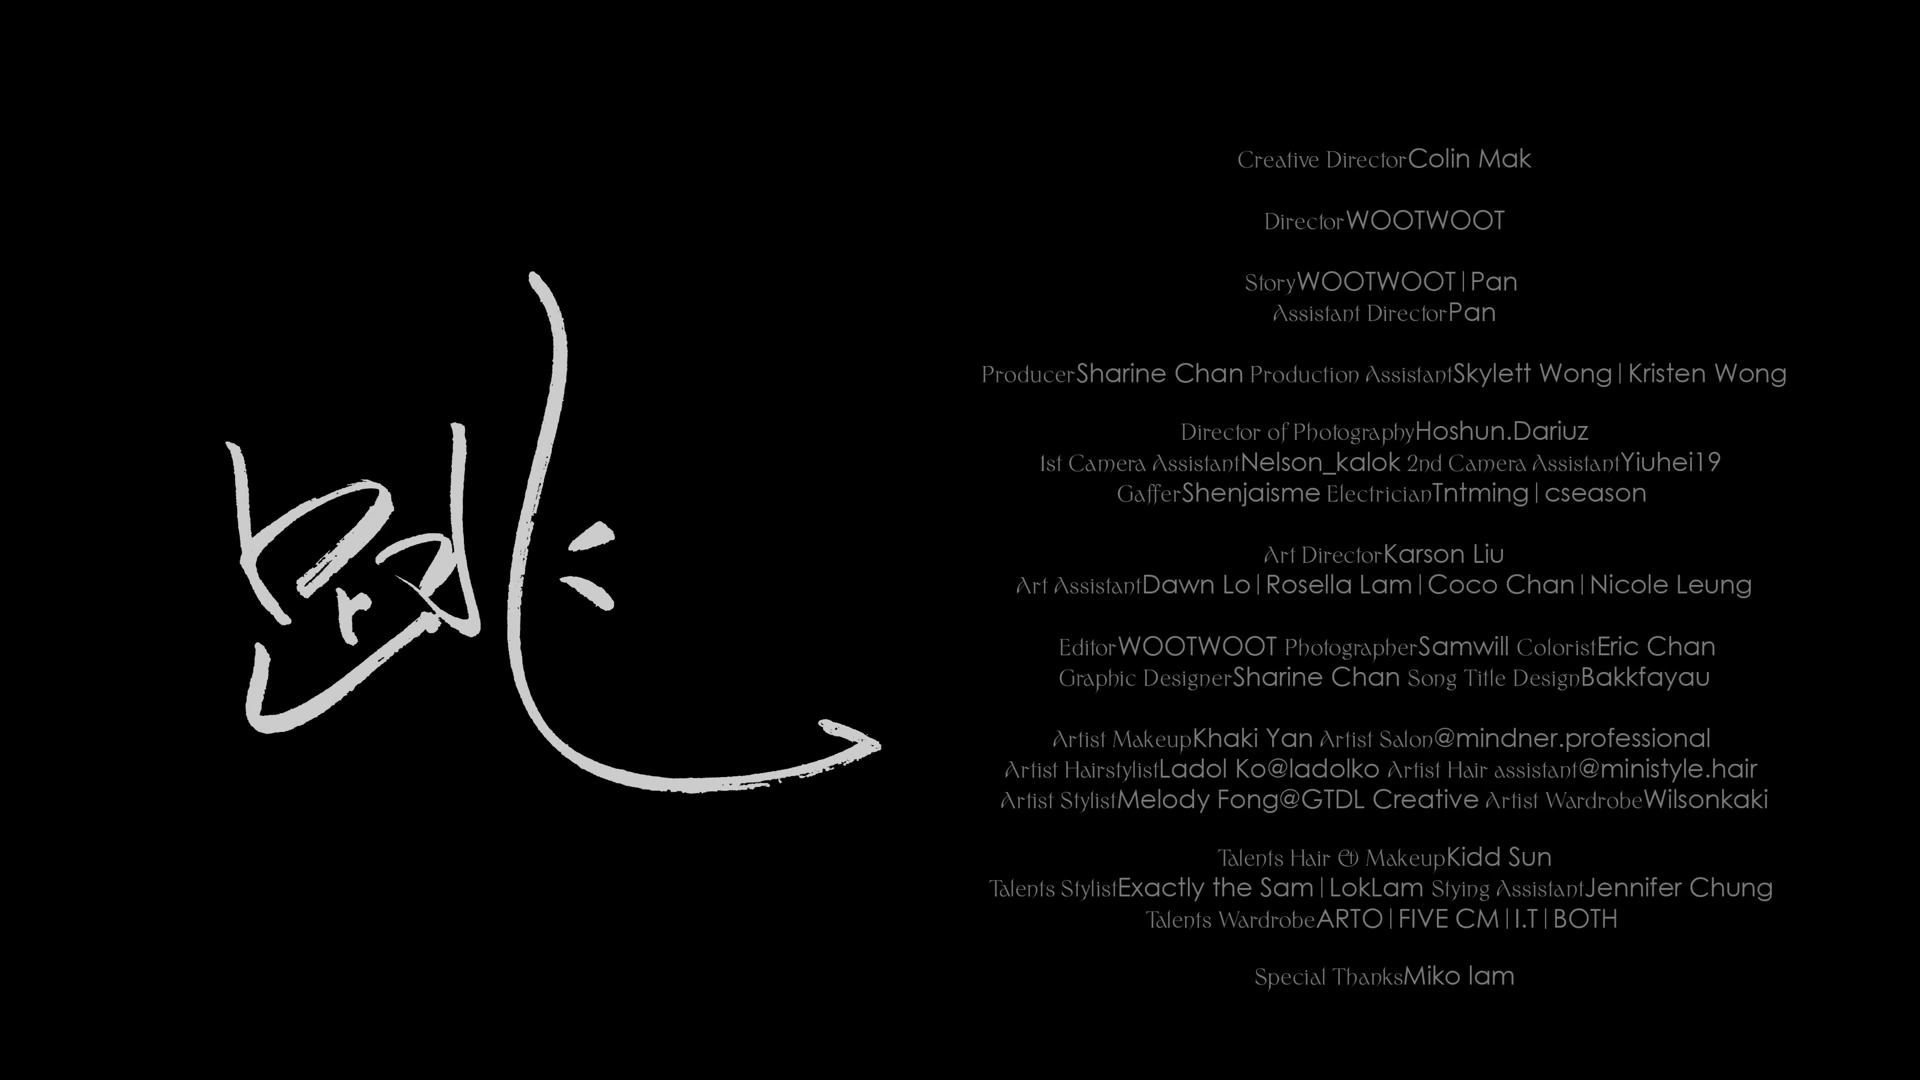 跳
Creative DirectorColin Mak
DirectorWOOTWOOT
StoryWOOTWOOT|Pan
Assistant DirectorPan
ProducerSharine Chan Production AssistantSkylett Wong|Kristen Wong
Director of PhotographyHoshun.Dariuz
1st Camera AssistantNelson_kalok 2nd Camera AssistantYiuhei19
GafferShenjaisme ElectricianTntming|cseason
Art DirectorKarson Liu
Art AssistantDawn Lo|Rosella Lam|Coco Chan|Nicole Leung
EditorWOOTWOOT PhotographerSamwill ColoristEric Chan
Graphic DesignerSharine Chan Song Title DesignBakkfayau
Artist MakeupKhaki Yan Artist Salon@mindner.professional
Artist HairstylistLadol Ko@ladolko Artist Hair assistant@ministyle.hair
Artist StylistMelody Fong@GTDL Creative Artist WardrobeWilsonkaki
Talents Hair & MakeupKidd Sun
Talents StylistExactly the Sam|LokLam Stying AssistantJennifer Chung
Talents WardrobeARTO|FIVE CM|I.T|BOTH
Special ThanksMiko lam